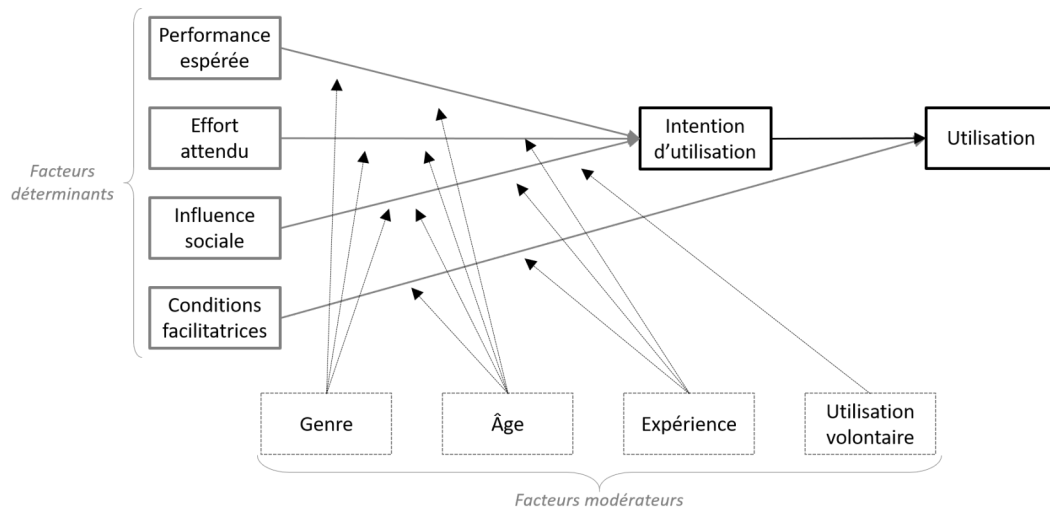 Performance
espérée
Effort
attendu
Intention
d’utilisation
Utilisation
Facteurs
déterminants
Influence
sociale
Conditions
facilitatrices
Genre
Âge
Expérience
Utilisation
volontaire
Facteurs modérateurs